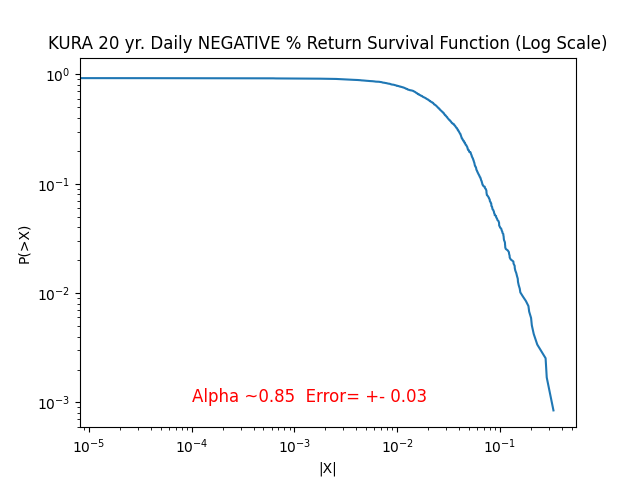 KURA 20 yr. Daily NEGATIVE % Return Survival Function (Log Scale)
10⁰
10⁻¹
10⁻²
10⁻³
P(>X)
Alpha ~0.85  Error= +- 0.03
10⁻⁵ 10⁻⁴ 10⁻³ 10⁻² 10⁻¹
|X|